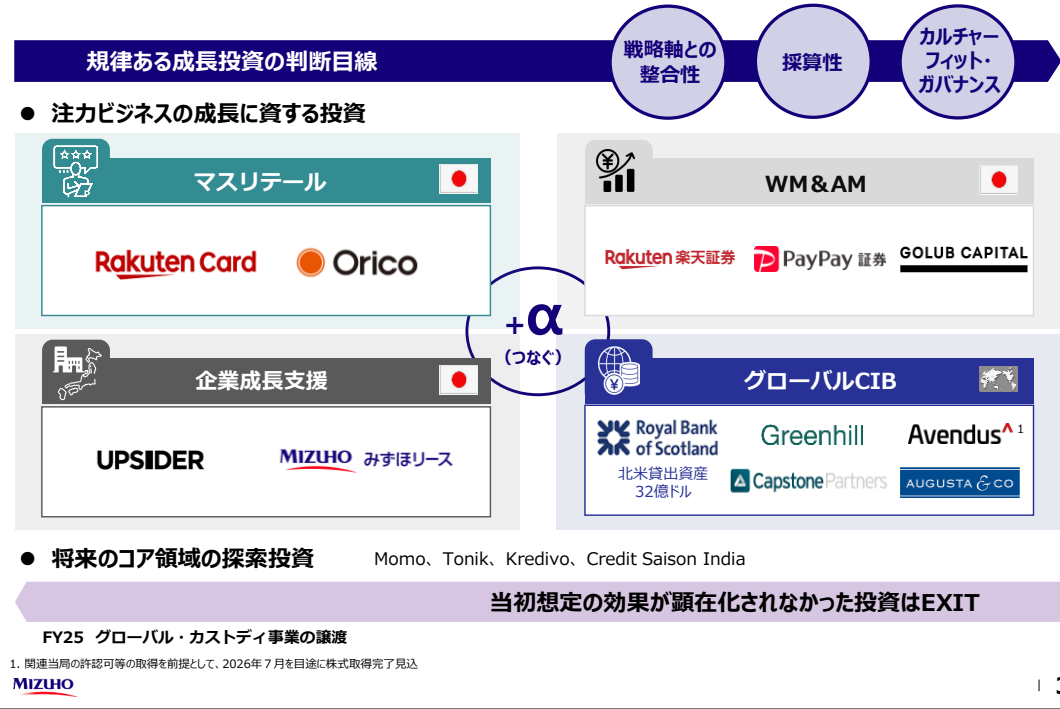 規律ある成長投資の判断目線
戦略軸との
整合性
採算性
カルチャー
フィット・
ガバナンス
● 注力ビジネスの成長に資する投資
マスリテール
Rakuten Card
Orico
WM&AM
Rakuten 楽天証券
PayPay 証券
GOLUB CAPITAL
+α
(つなぐ)
企業成長支援
UPSIDER
MIZUHO みずほリース
グローバルCIB
Royal Bank
of Scotland
北米貸出資産
32億ドル
Greenhill
Avendus^ 1
Capstone Partners
AUGUSTA & CO
● 将来のコア領域の探索投資
Momo、Tonik、Kredivo、Credit Saison India
当初想定の効果が顕在化されなかった投資はEXIT
FY25 グローバル・カストディ事業の譲渡
1. 関連当局の許認可等の取得を前提として、2026年7月を目途に株式取得完了見込
MIZUHO